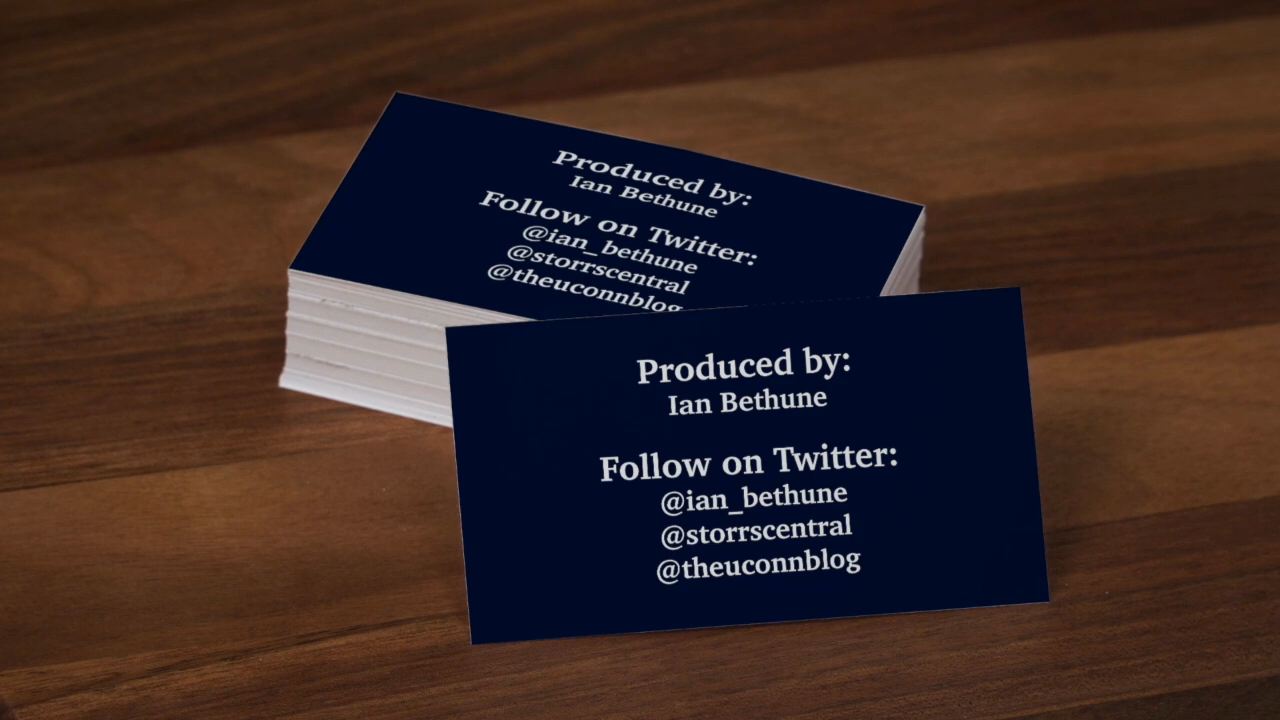 Produced by:
Ian Bethune
Follow on Twitter:
@ian_bethune
@storrscentral
@theuconnblog
Produced by:
Ian Bethune
Follow on Twitter:
@ian_bethune
@storrscentral
@theuconnblog